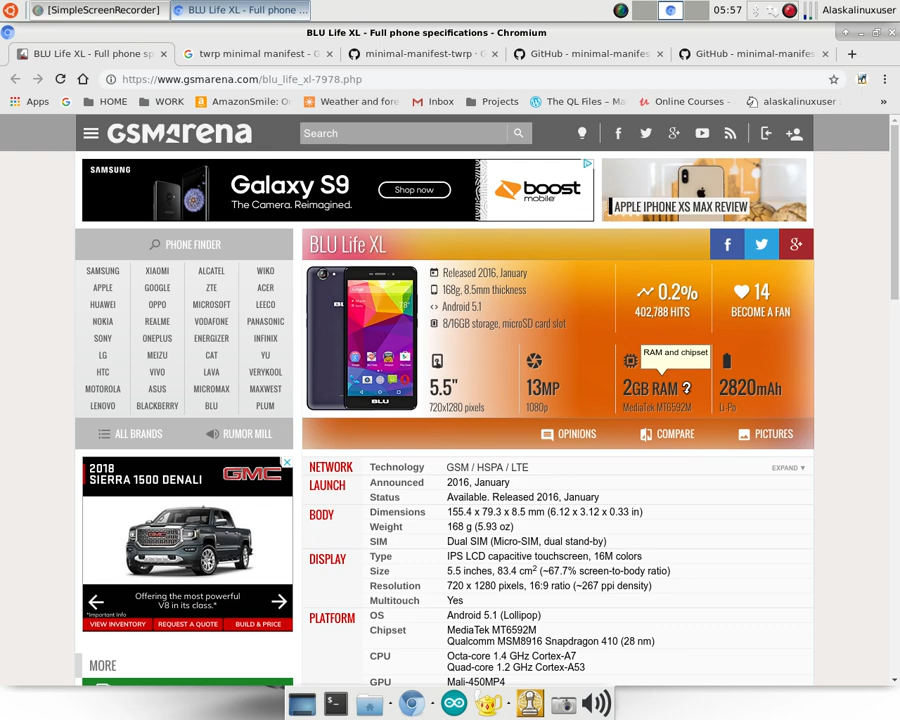 [SimpleScreenRecorder]
BLU Life XL - Full phone ...
05:57
Alaskalinuxuser
BLU Life XL - Full phone specifications - Chromium
BLU Life XL - Full phone sp
twrp minimal manifest - G
minimal-manifest-twrp · G
GitHub - minimal-manifes
GitHub - minimal-manifes
https://www.gsmarena.com/blu_life_xl-7978.php
Apps
HOME
WORK
AmazonSmile: O
Weather and fore
Inbox
Projects
The QL Files – Ma
Online Courses -
alaskalinuxuser
»
GSMarena
Search
SAMSUNG
Galaxy S9
The Camera. Reimagined.
Shop now
boost
mobile
APPLE IPHONE XS MAX REVIEW
PHONE FINDER
SAMSUNG XIAOMI ALCATEL WIKO
APPLE GOOGLE ZTE ACER
HUAWEI OPPO MICROSOFT LEECO
NOKIA REALME VODAFONE PANASONIC
SONY ONEPLUS ENERGIZER INFINIX
LG MEIZU CAT YU
HTC VIVO LAVA VERYKOOL
MOTOROLA ASUS MICROMAX MAXWEST
LENOVO BLACKBERRY BLU PLUM
ALL BRANDS
RUMOR MILL
BLU Life XL
BLU
Released 2016, January
168g, 8.5mm thickness
Android 5.1
8/16GB storage, microSD card slot
0.2%
402,788 HITS
14
BECOME A FAN
5.5"
720x1280 pixels
13MP
1080p
RAM and chipset
2GB RAM
MediaTek MT6592M
2820mAh
Li-Po
OPINIONS
COMPARE
PICTURES
2018
SIERRA 1500 DENALI
GMC
Offering the most powerful
V8 in its class.*
*Important Info
VIEW INVENTORY
REQUEST A QUOTE
BUILD & PRICE
MORE
NETWORK Technology GSM / HSPA / LTE EXPAND ▼
LAUNCH Announced 2016, January
Status Available. Released 2016, January
BODY Dimensions 155.4 x 79.3 x 8.5 mm (6.12 x 3.12 x 0.33 in)
Weight 168 g (5.93 oz)
SIM Dual SIM (Micro-SIM, dual stand-by)
DISPLAY Type IPS LCD capacitive touchscreen, 16M colors
Size 5.5 inches, 83.4 cm2 (~67.7% screen-to-body ratio)
Resolution 720 x 1280 pixels, 16:9 ratio (~267 ppi density)
Multitouch Yes
PLATFORM OS Android 5.1 (Lollipop)
Chipset MediaTek MT6592M
Qualcomm MSM8916 Snapdragon 410 (28 nm)
CPU Octa-core 1.4 GHz Cortex-A7
Quad-core 1.2 GHz Cortex-A53
GPU Mali-450MP4